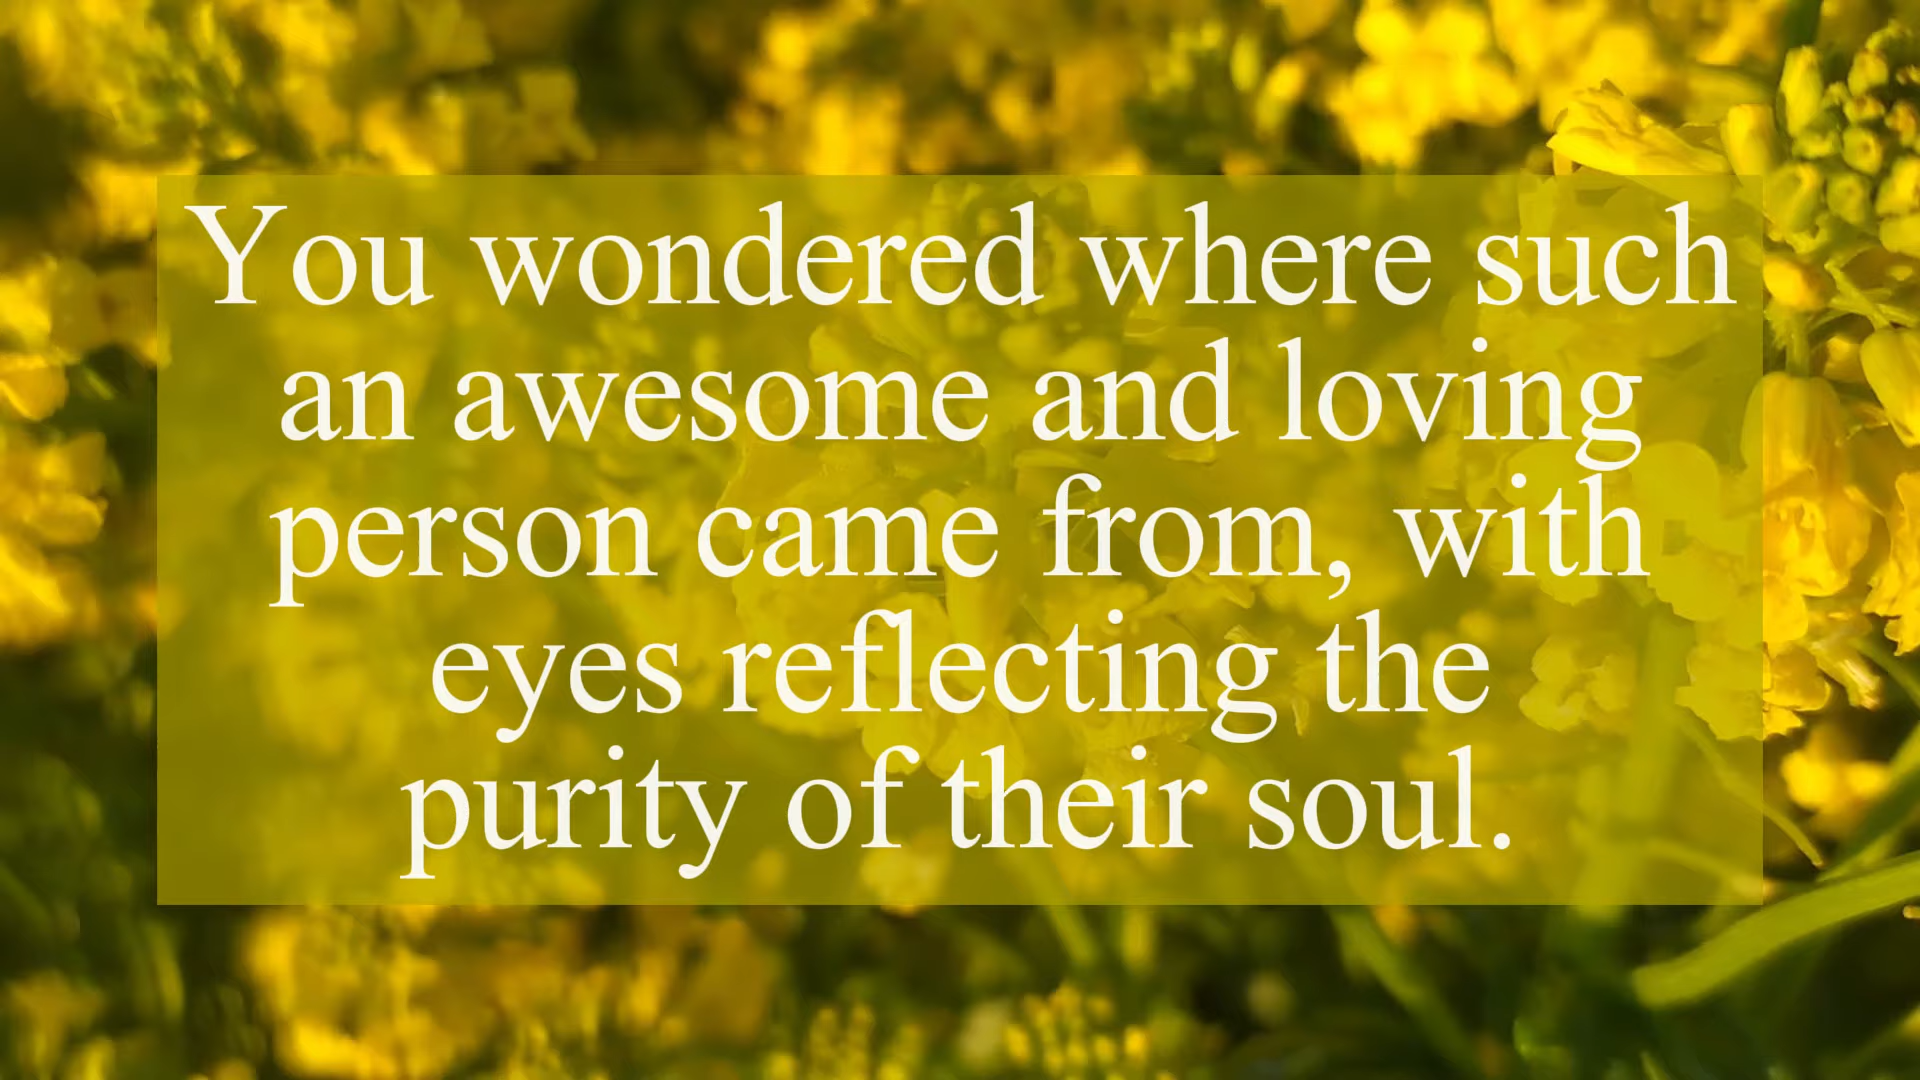 You wondered where such
an awesome and loving
person came from, with
eyes reflecting the
purity of their soul.